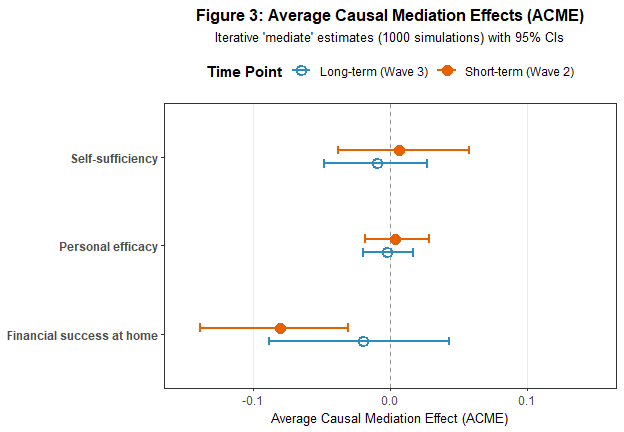 Figure 3: Average Causal Mediation Effects (ACME)
Iterative 'mediate' estimates (1000 simulations) with 95% CIs
Time Point Long-term (Wave 3) Short-term (Wave 2)
Self-sufficiency
Personal efficacy
Financial success at home
-0.1 0.0 0.1
Average Causal Mediation Effect (ACME)